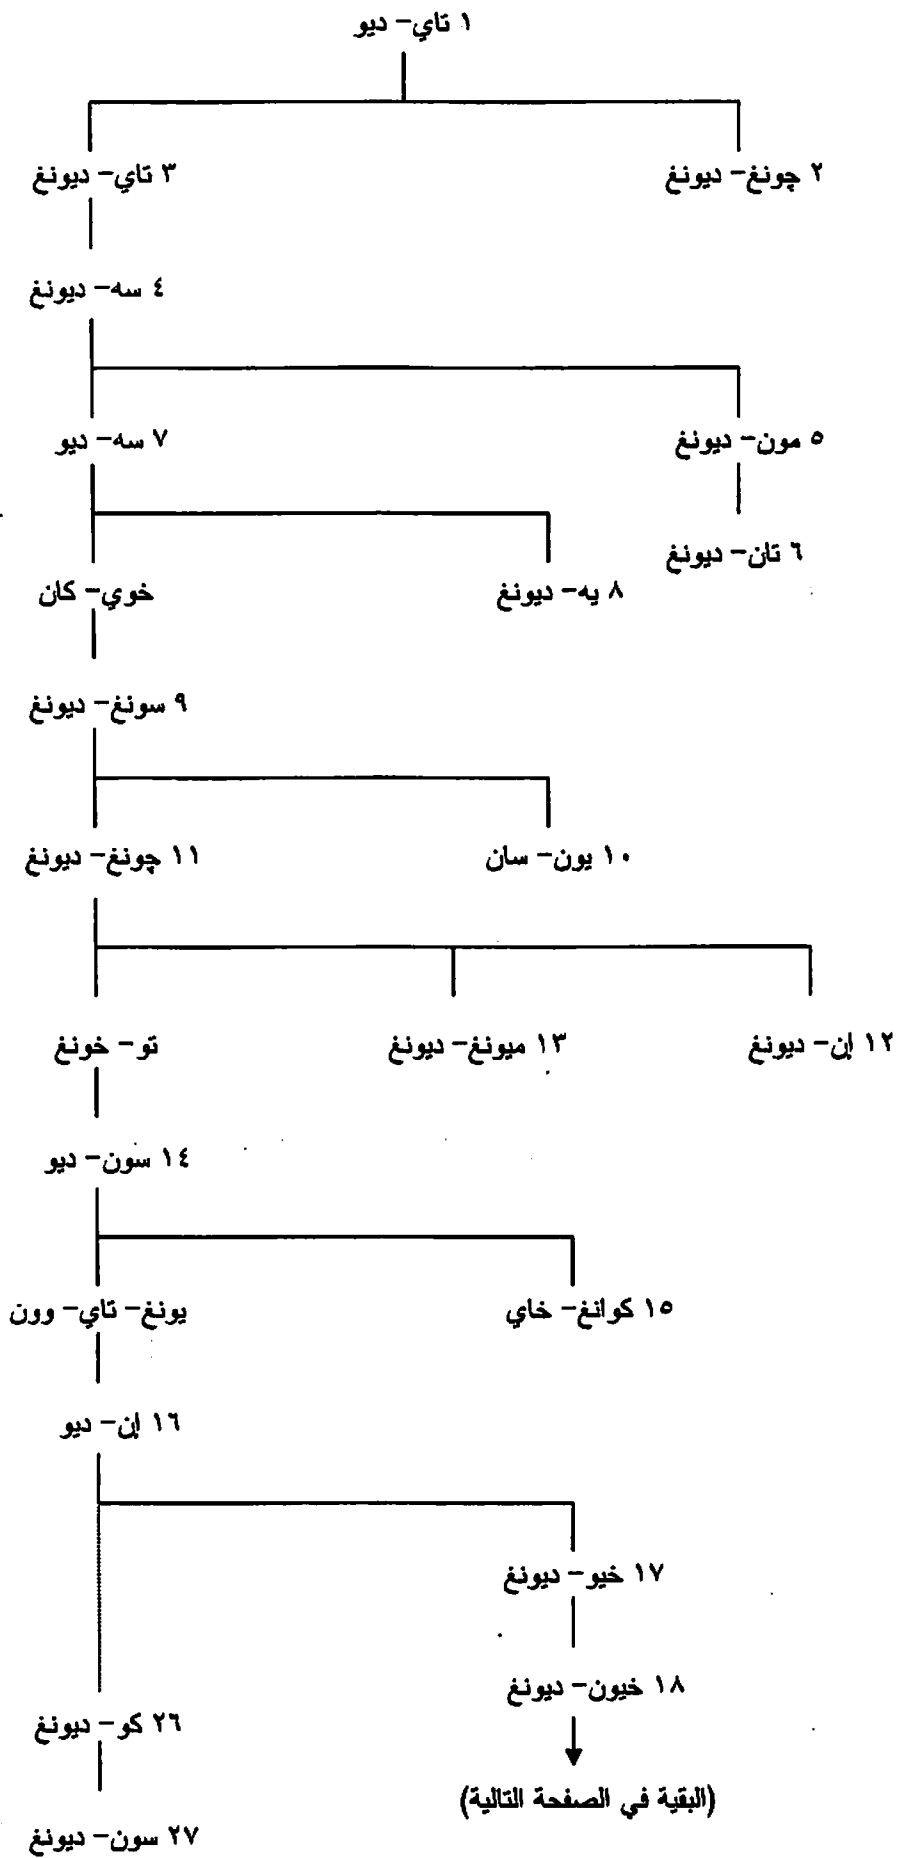 ١ تاي- ديو
٢ چونغ- ديونغ
٣ تاي- ديونغ
٤ سه- ديونغ
٥ مون- ديونغ
٧ سه- ديو
٦ تان- ديونغ
٨ يه- ديونغ
خوي- كان
٩ سونغ- ديونغ
١٠ يون- سان
١١ چونغ- ديونغ
١٢ إن- ديونغ
١٣ ميونغ- ديونغ
تو- خونغ
١٤ سون- ديو
١٥ كوانغ- خاي
يونغ- تاي- وون
١٦ إن- ديو
١٧ خيو- ديونغ
١٨ خيون- ديونغ
٢٦ كو- ديونغ
(البقية في الصفحة التالية)
٢٧ سون- ديونغ